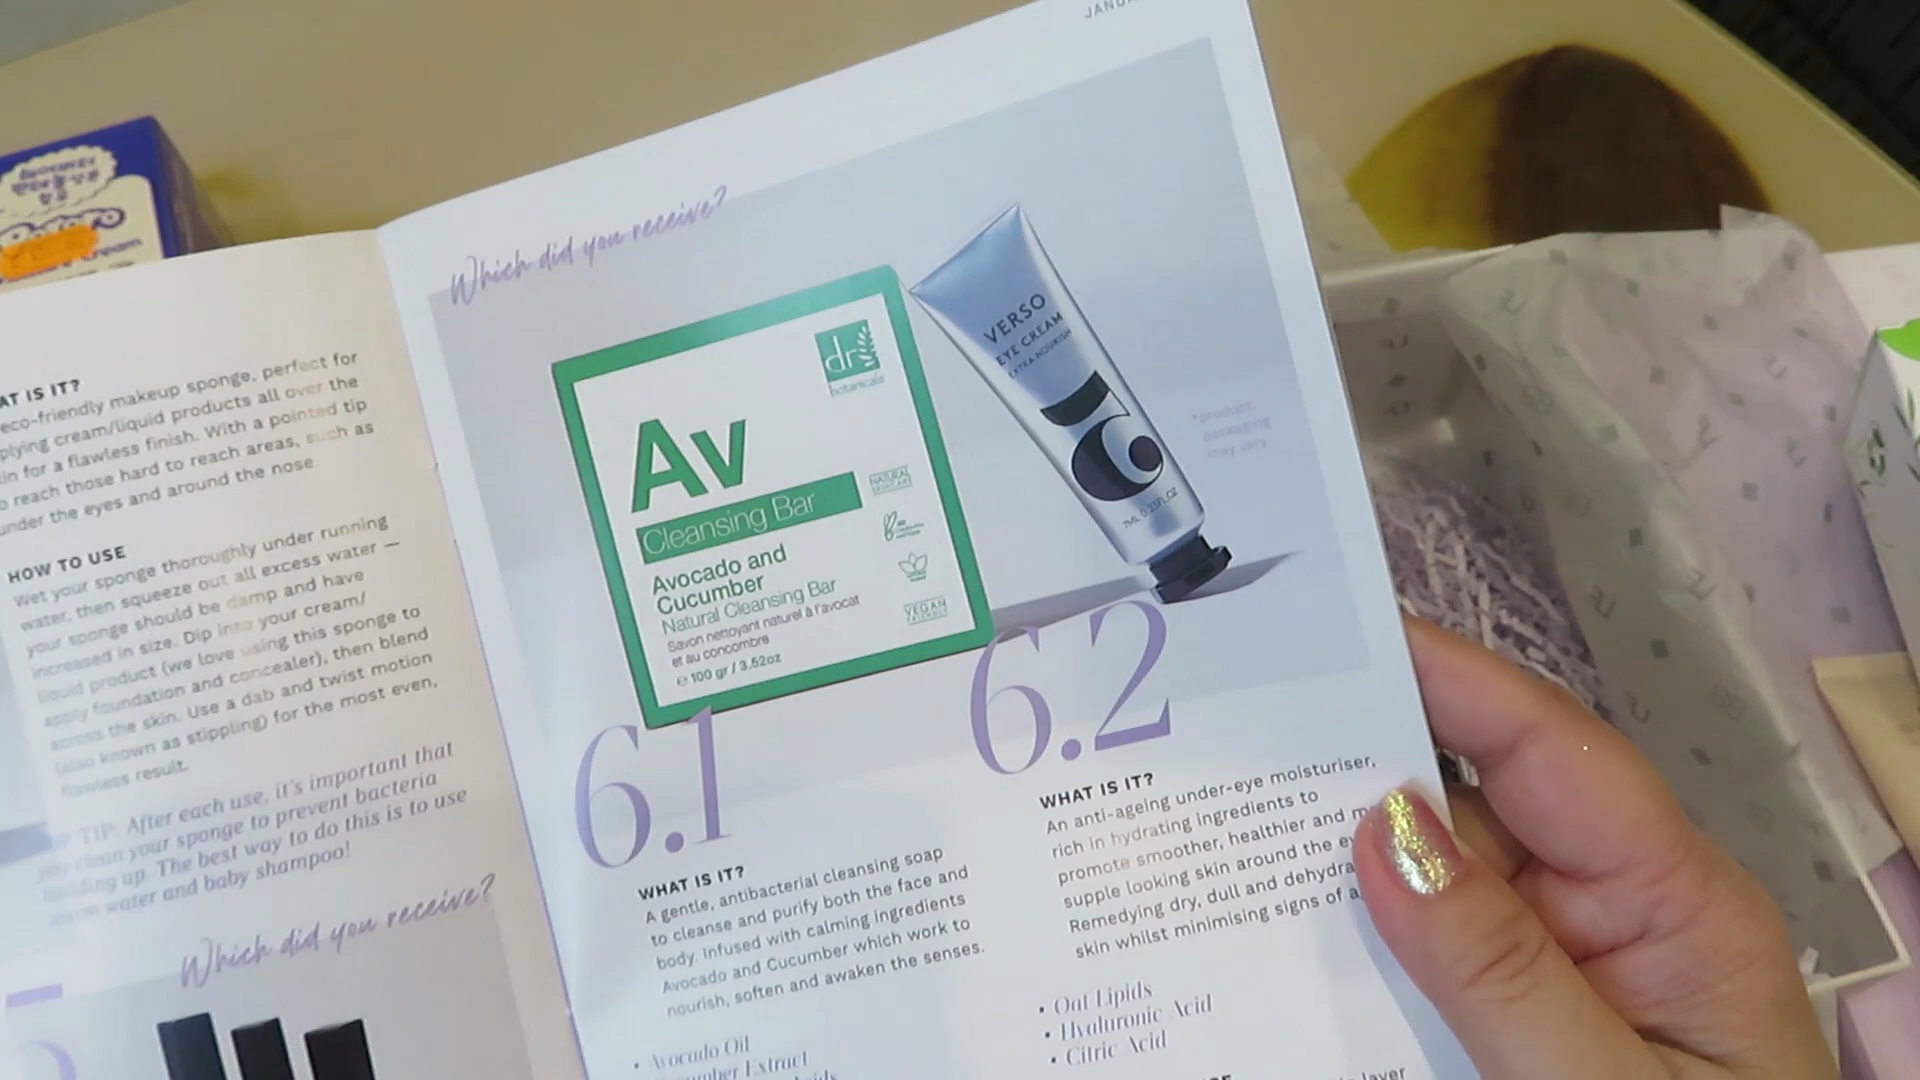 AT IS IT?
eco-friendly makeup sponge, perfect for
plying cream/liquid products all over the
in for a flawless finish. With a pointed tip
o reach those hard to reach areas, such as
under the eyes and around the nose.
HOW TO USE
Wet your sponge thoroughly under running
water, then squeeze out all excess water —
your sponge should be damp and have
increased in size. Dip into your cream/
liquid product (we love using this sponge to
apply foundation and concealer), then blend
across the skin. Use a dab and twist motion
(also known as stippling) for the most even,
flawless result.
TIP: After each use, it's important that
you clean your sponge to prevent bacteria
building up. The best way to do this is to use
warm water and baby shampoo!
Which did you receive?
Which did you receive?
dr
botanicals
Av
Cleansing Bar
Avocado and
Cucumber
Natural Cleansing Bar
Savon nettoyant naturel à l'avocat
et au concombre
e 100 gr / 3.52oz
NATURAL
SKINCARE
VEGAN
FRIENDLY
VERSO
EYE CREAM
EXTRA NOURISH
5
6
7ML 0.23FL.OZ
*product
packaging
may vary
6.1
WHAT IS IT?
A gentle, antibacterial cleansing soap
to cleanse and purify both the face and
body. Infused with calming ingredients
Avocado and Cucumber which work to
nourish, soften and awaken the senses.
• Avocado Oil
Extract
6.2
WHAT IS IT?
An anti-ageing under-eye moisturiser,
rich in hydrating ingredients to
promote smoother, healthier and m
supple looking skin around the ey
Remedying dry, dull and dehydra
skin whilst minimising signs of a
• Oat Lipids
• Hyaluronic Acid
• Citric Acid
layer
cream